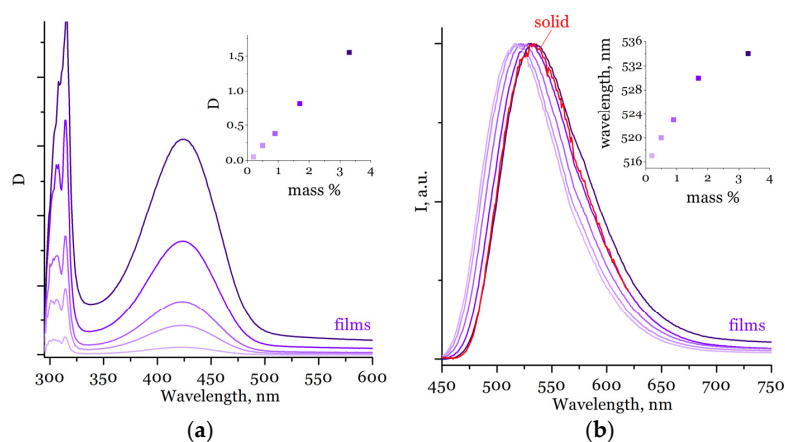 1.5
1.0
0.5
0.0
D
0 1 2 3 4
mass %
D
films
300 350 400 450 500 550 600
Wavelength, nm
(a)
solid
536
532
528
524
520
516
wavelength, nm
0 1 2 3 4
mass %
I, a.u.
films
450 500 550 600 650 700 750
Wavelength, nm
(b)